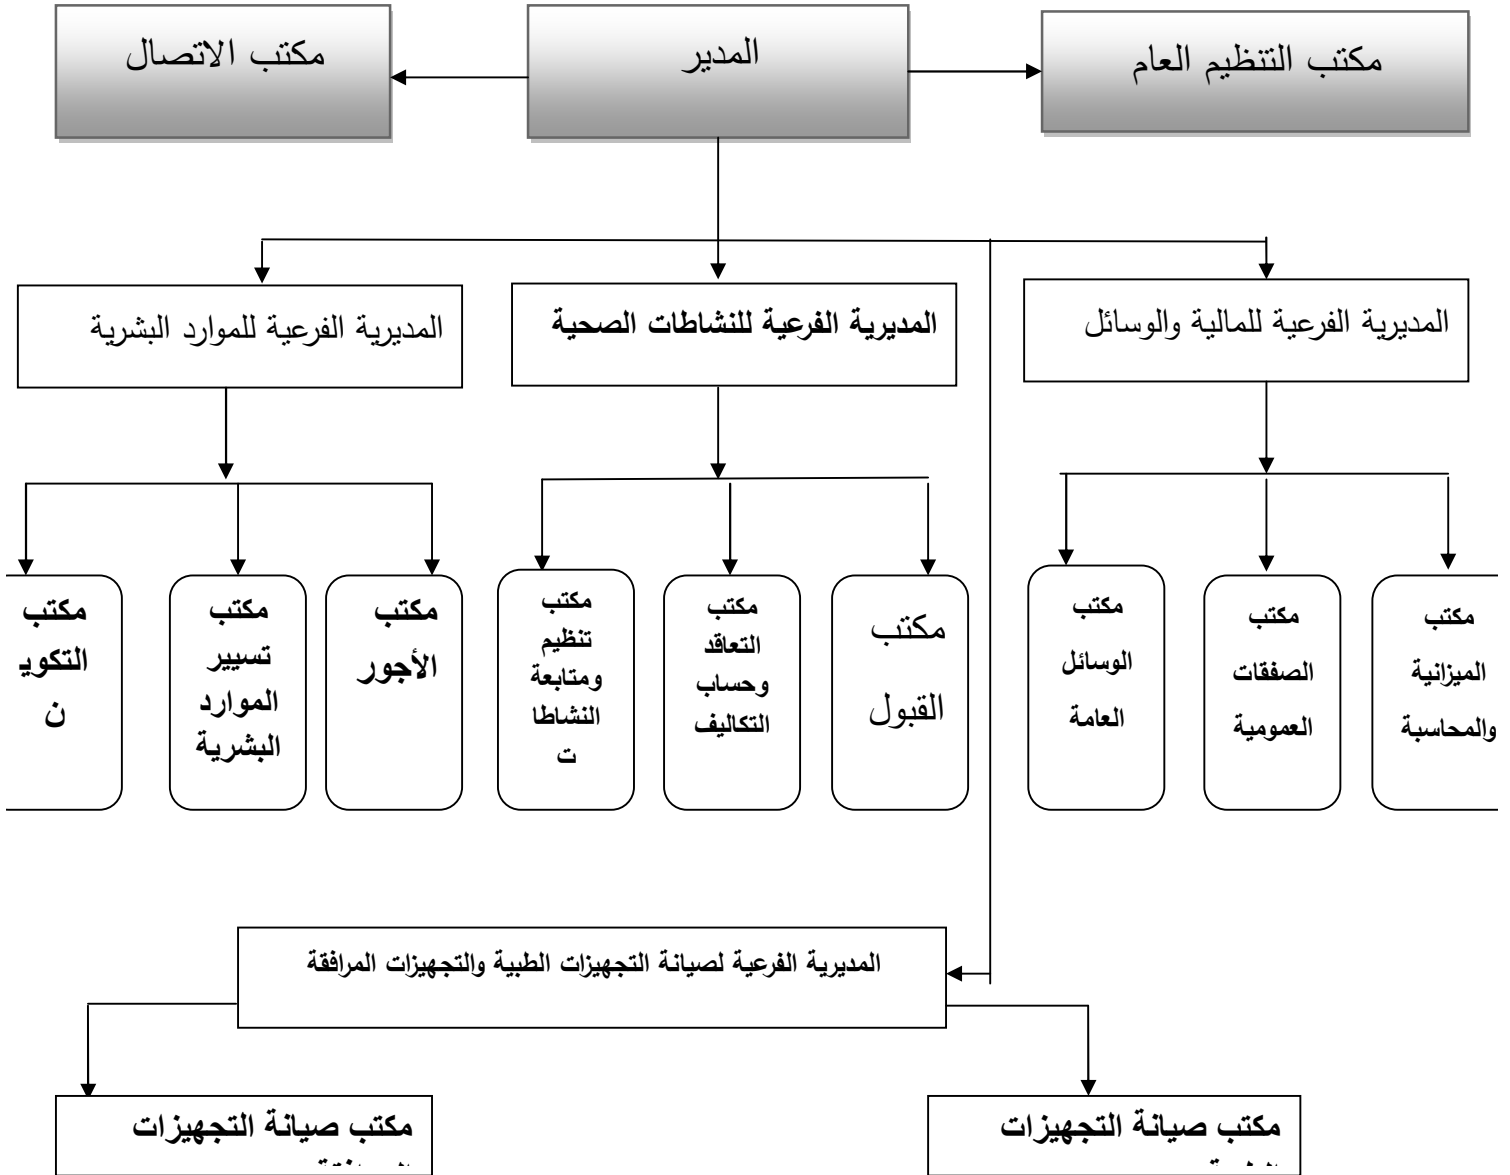 مكتب التنظيم العام
المدير
مكتب الاتصال
المديرية الفرعية للمالية والوسائل
المديرية الفرعية للنشاطات الصحية
المديرية الفرعية للموارد البشرية
مكتب
الميزانية
والمحاسبة
مكتب
الصفقات
العمومية
مكتب
الوسائل
العامة
مكتب
القبول
مكتب
التعاقد
وحساب
التكاليف
مكتب
تنظيم
ومتابعة
النشاطا
ت
مكتب
الأجور
مكتب
تسيير
الموارد
البشرية
مكتب
التكوي
ن
المديرية الفرعية لصيانة التجهيزات الطبية والتجهيزات المرافقة
مكتب صيانة التجهيزات
مكتب صيانة التجهيزات